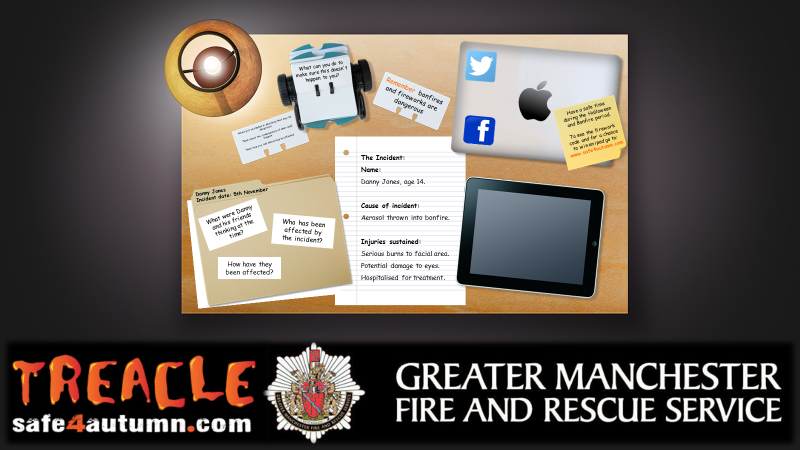 What can you do to
make sure this doesn't
happen to you?
Remember bonfires
and fireworks are
dangerous
Have a safe time
during the Halloween
and Bonfire period.
To see the firework
code and for a chance
to win an ipad go to
www.safe4autumn.com
The Incident:
Name:
Danny Jones, age 14.
Cause of incident:
Aerosol thrown into bonfire.
Injuries sustained:
Serious burns to facial area.
Potential damage to eyes.
Hospitalised for treatment.
Danny Jones
Incident date: 5th November
What were Danny
and his friends
thinking at the
time?
Who has been
affected by
the incident?
How have they
been affected?
TREACLE
safe4autumn.com
GREATER MANCHESTER
FIRE AND RESCUE SERVICE